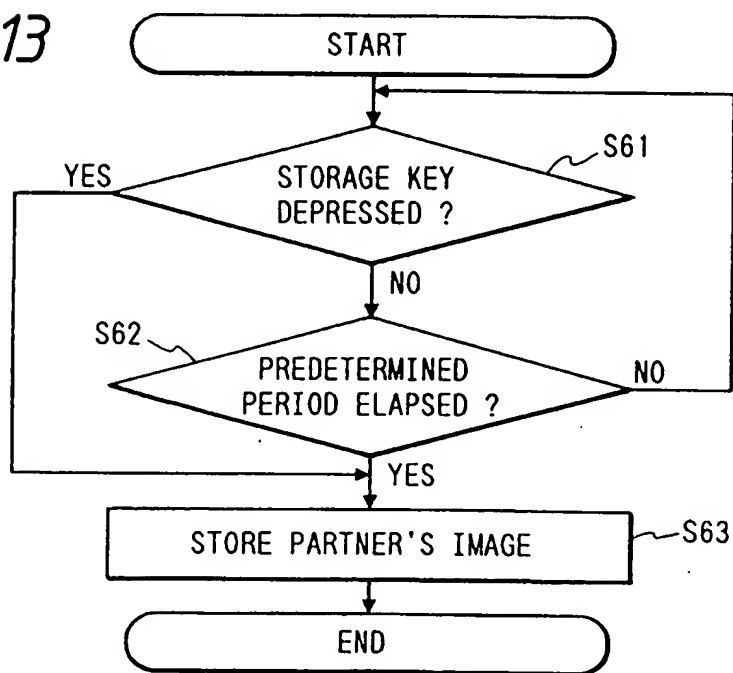 13
START
S61
YES
STORAGE KEY
DEPRESSED ?
NO
S62
PREDETERMINED
PERIOD ELAPSED ?
NO
YES
STORE PARTNER'S IMAGE
S63
END